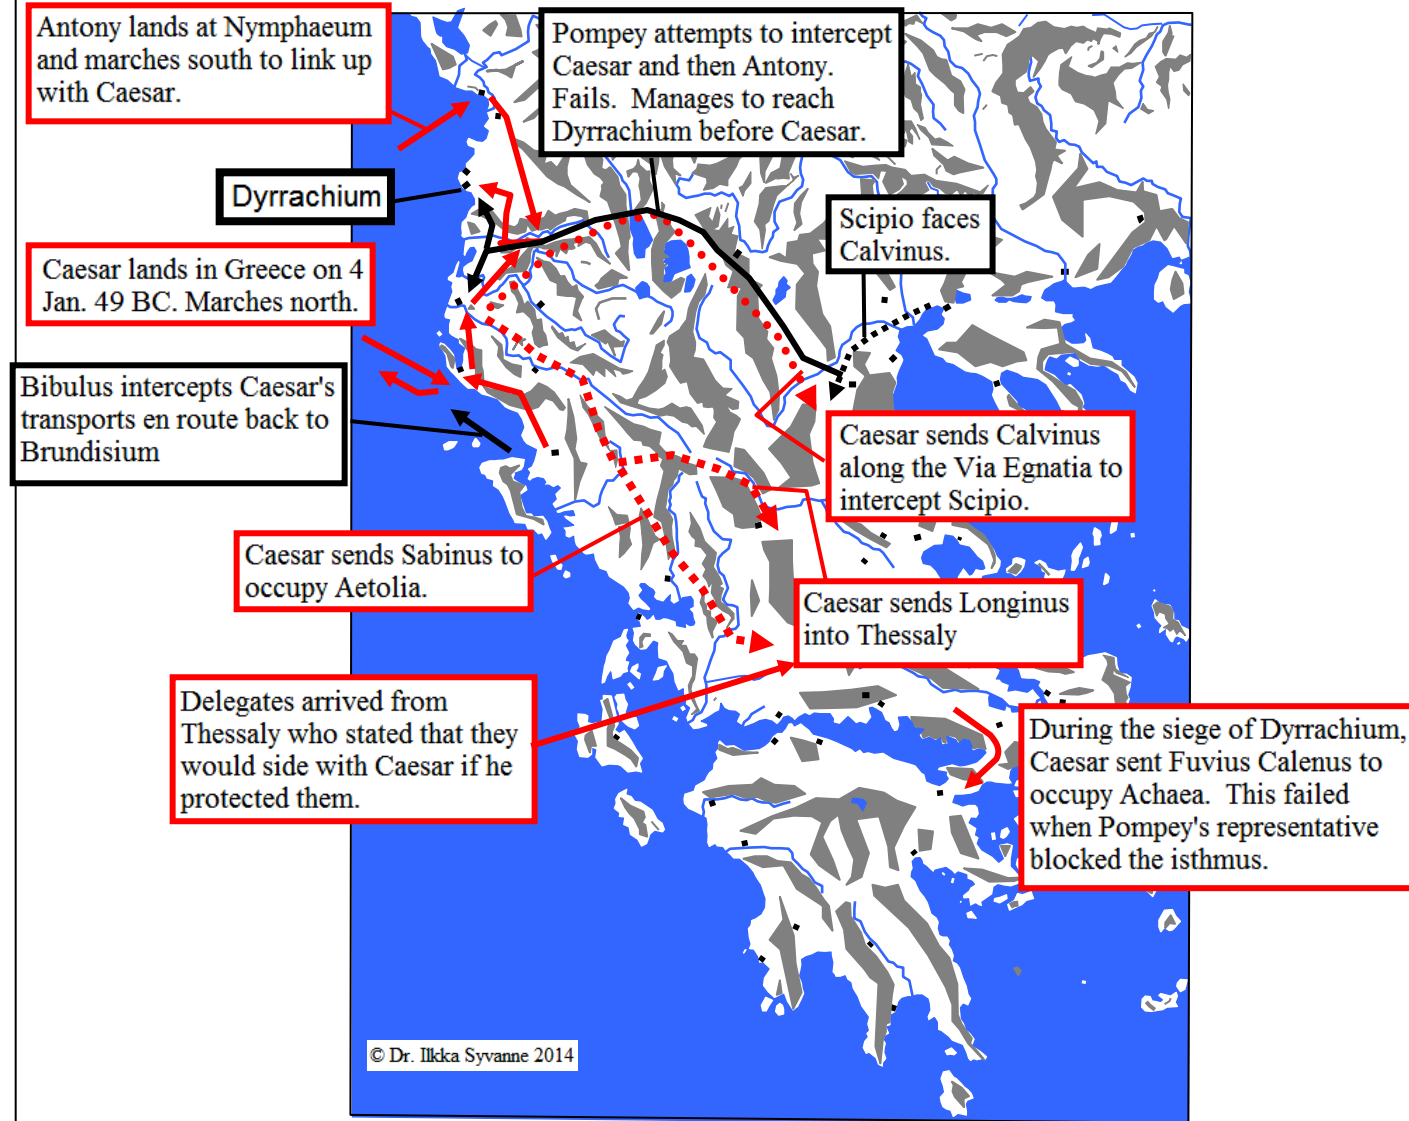 Antony lands at Nymphaeum
and marches south to link up
with Caesar.
Pompey attempts to intercept
Caesar and then Antony.
Fails. Manages to reach
Dyrrachium before Caesar.
Dyrrachium
Scipio faces
Calvinus.
Caesar lands in Greece on 4
Jan. 49 BC. Marches north.
Bibulus intercepts Caesar's
transports en route back to
Brundisium
Caesar sends Calvinus
along the Via Egnatia to
intercept Scipio.
Caesar sends Sabinus to
occupy Aetolia.
Caesar sends Longinus
into Thessaly
Delegates arrived from
Thessaly who stated that they
would side with Caesar if he
protected them.
During the siege of Dyrrachium,
Caesar sent Fuvius Calenus to
occupy Achaea. This failed
when Pompey's representative
blocked the isthmus.
© Dr. Ilkka Syvanne 2014